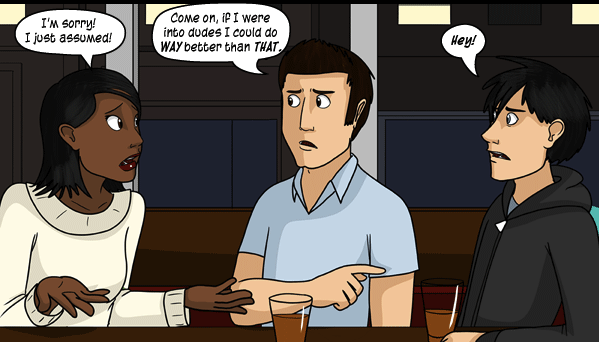 I'm sorry!
I just assumed!
Come on, if I were
into dudes I could do
WAY better than THAT.
Hey!